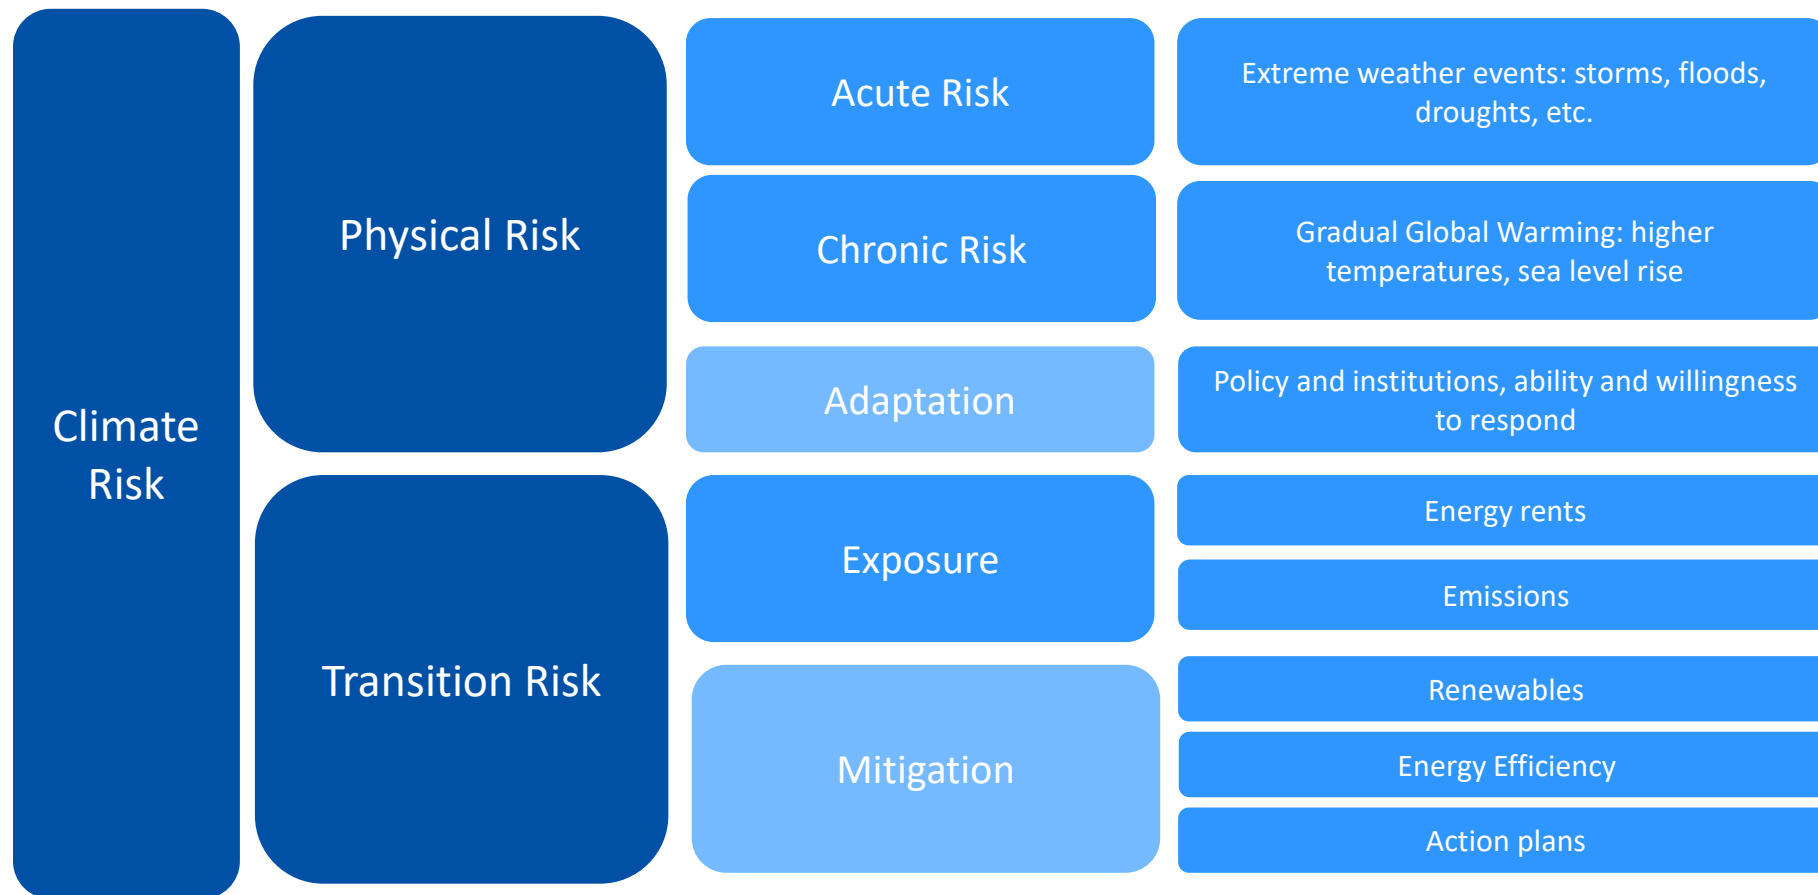 Climate
Risk
Physical Risk
Acute Risk
Extreme weather events: storms, floods,
droughts, etc.
Chronic Risk
Gradual Global Warming: higher
temperatures, sea level rise
Adaptation
Policy and institutions, ability and willingness
to respond
Transition Risk
Exposure
Energy rents
Emissions
Mitigation
Renewables
Energy Efficiency
Action plans